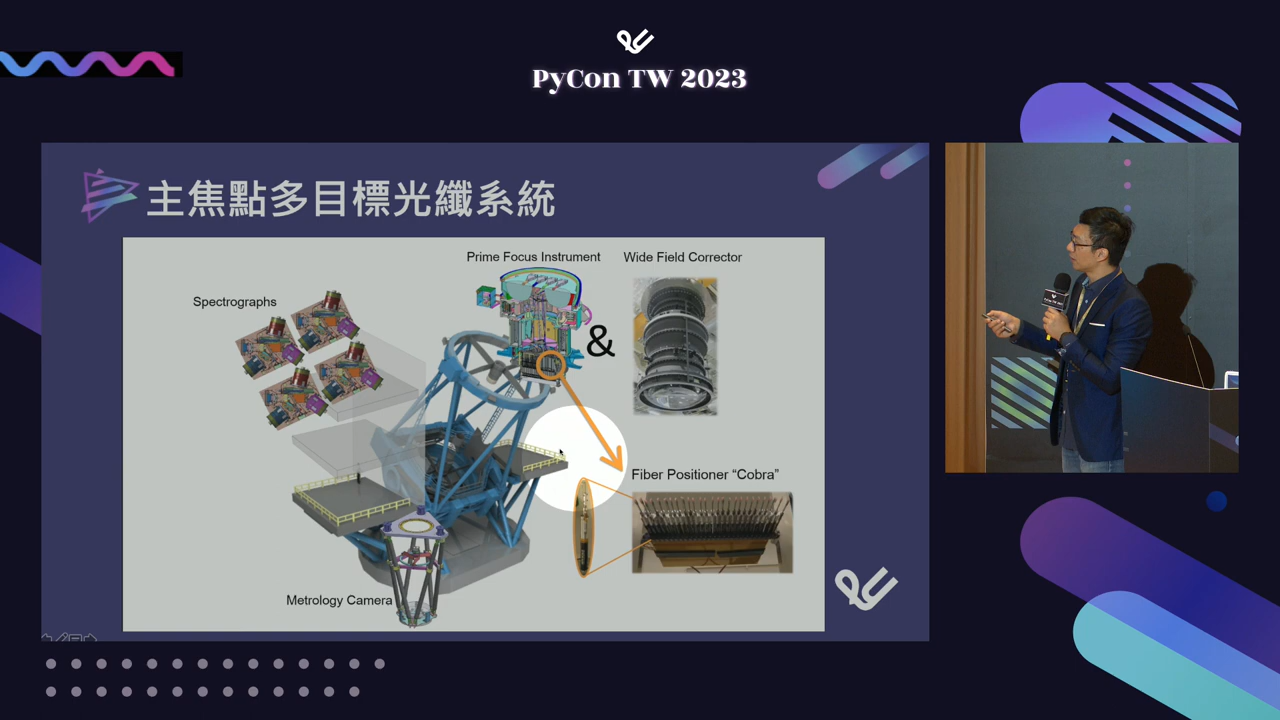 PyCon TW 2023
主焦點多目標光纖系統
Prime Focus Instrument
Wide Field Corrector
Spectrographs
&
Fiber Positioner “Cobra”
Metrology Camera